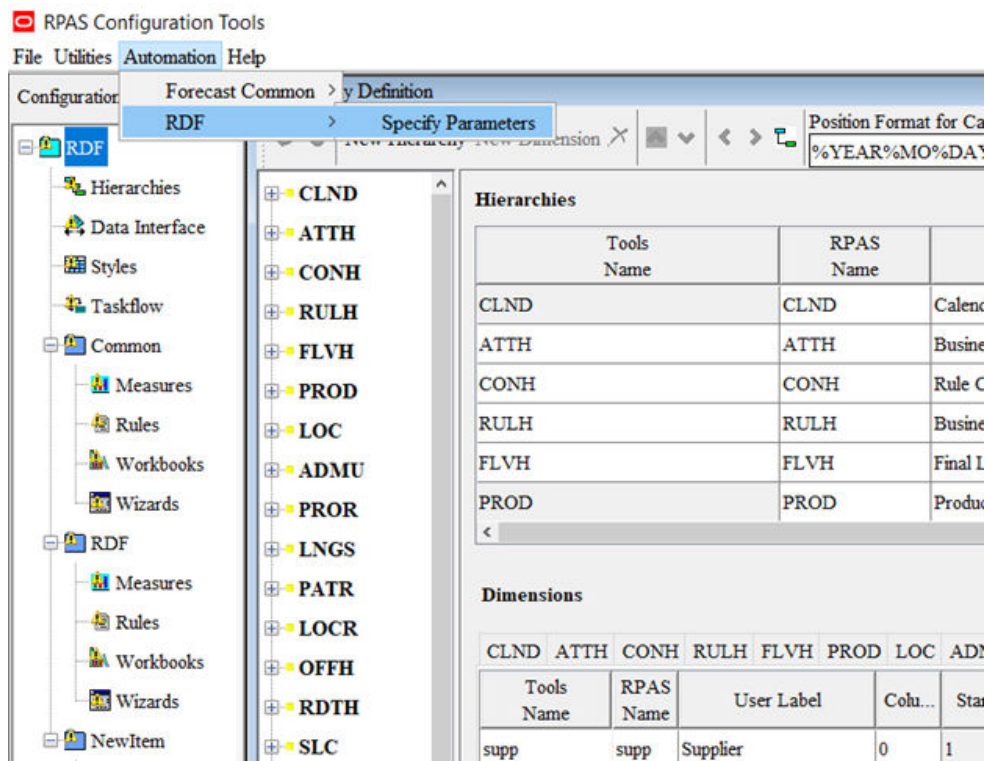 RPAS Configuration Tools
File Utilities Automation Help
Forecast Common
RDF
Specify Parameters
Configuration
y Definition
New Hierarchy New Dimension
Position Format for Ca
%YEAR%MO%DAY
RDF
Hierarchies
Data Interface
Styles
Taskflow
Common
Measures
Rules
Workbooks
Wizards
RDF
Measures
Rules
Workbooks
Wizards
NewItem
CLND
ATTH
CONH
RULH
FLVH
PROD
LOC
ADMU
PROR
LNGS
PATR
LOCR
OFFH
RDTH
SLC
Hierarchies
Tools Name RPAS Name
CLND CLND Calend
ATTH ATTH Busine
CONH CONH Rule C
RULH RULH Busine
FLVH FLVH Final L
PROD PROD Produc
Dimensions
CLND ATTH CONH RULH FLVH PROD LOC ADM
Tools Name RPAS Name User Label Colu... Star
supp supp Supplier 0 1